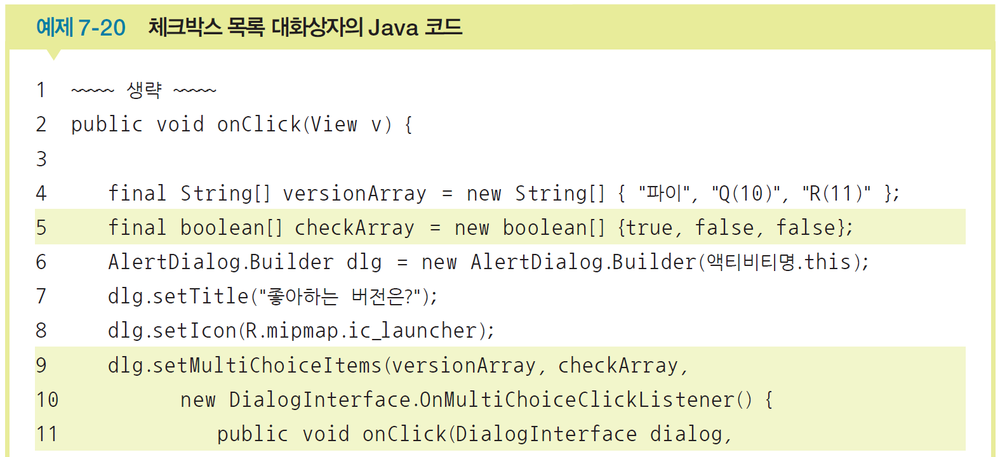 예제 7-20 체크박스 목록 대화상자의 Java 코드
1 ~~~~~ 생략 ~~~~~
2 public void onClick(View v) {
3
4 final String[] versionArray = new String[] { "파이", "Q(10)", "R(11)" };
5 final boolean[] checkArray = new boolean[] {true, false, false};
6 AlertDialog.Builder dlg = new AlertDialog.Builder(액티비티명.this);
7 dlg.setTitle("좋아하는 버전은?");
8 dlg.setIcon(R.mipmap.ic_launcher);
9 dlg.setMultiChoiceItems(versionArray, checkArray,
10 new DialogInterface.OnMultiChoiceClickListener() {
11 public void onClick(DialogInterface dialog,